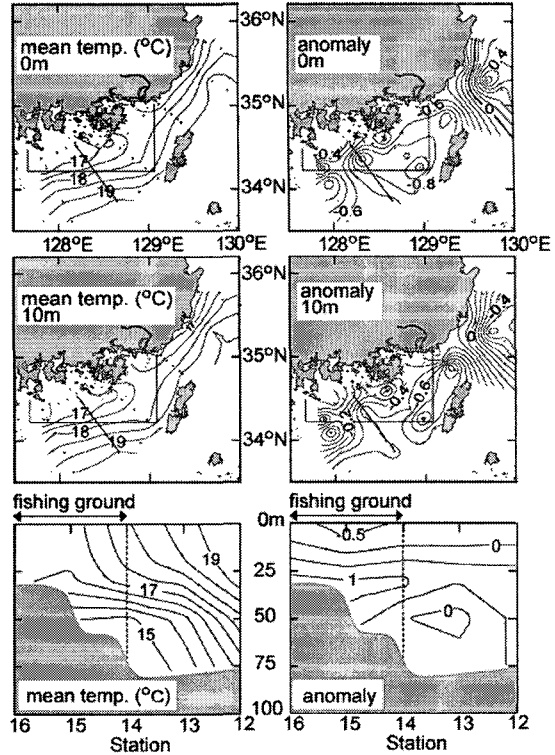 mean temp. (°C)
0m
36°N
35°N
34°N
17
18
19
128°E
129°E
130°E
anomaly
0m
0.4
0
0.6
0.4
0.8
0.6
128°E
129°E
130°E
mean temp. (°C)
10m
36°N
35°N
34°N
17
18
19
anomaly
10m
0.4
0
0.6
0.4
0.2
fishing ground
19
17
15
mean temp. (°C)
0m
25
50
75
100
16 15 14 13 12
Station
fishing ground
0.5
0
1
0
anomaly
16 15 14 13 12
Station